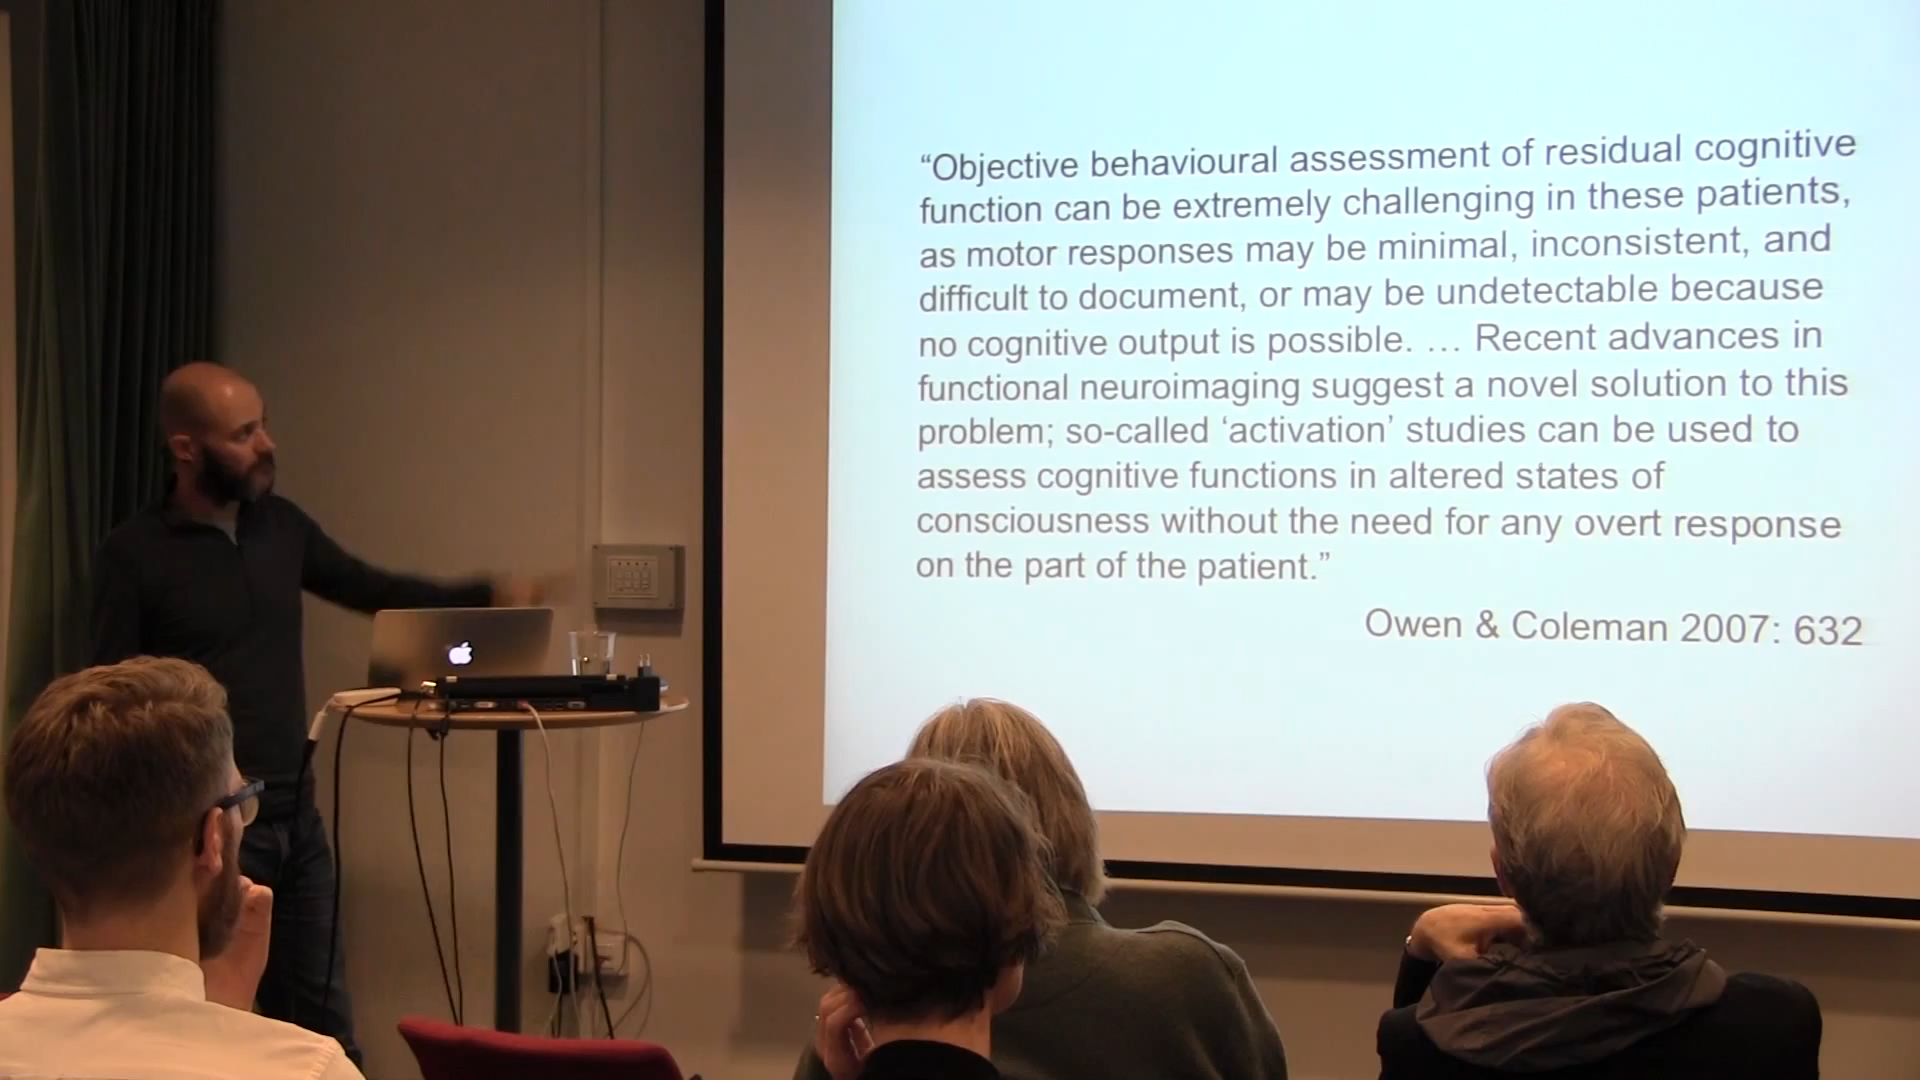 “Objective behavioural assessment of residual cognitive
function can be extremely challenging in these patients,
as motor responses may be minimal, inconsistent, and
difficult to document, or may be undetectable because
no cognitive output is possible. … Recent advances in
functional neuroimaging suggest a novel solution to this
problem; so-called ‘activation’ studies can be used to
assess cognitive functions in altered states of
consciousness without the need for any overt response
on the part of the patient.”
Owen & Coleman 2007: 632